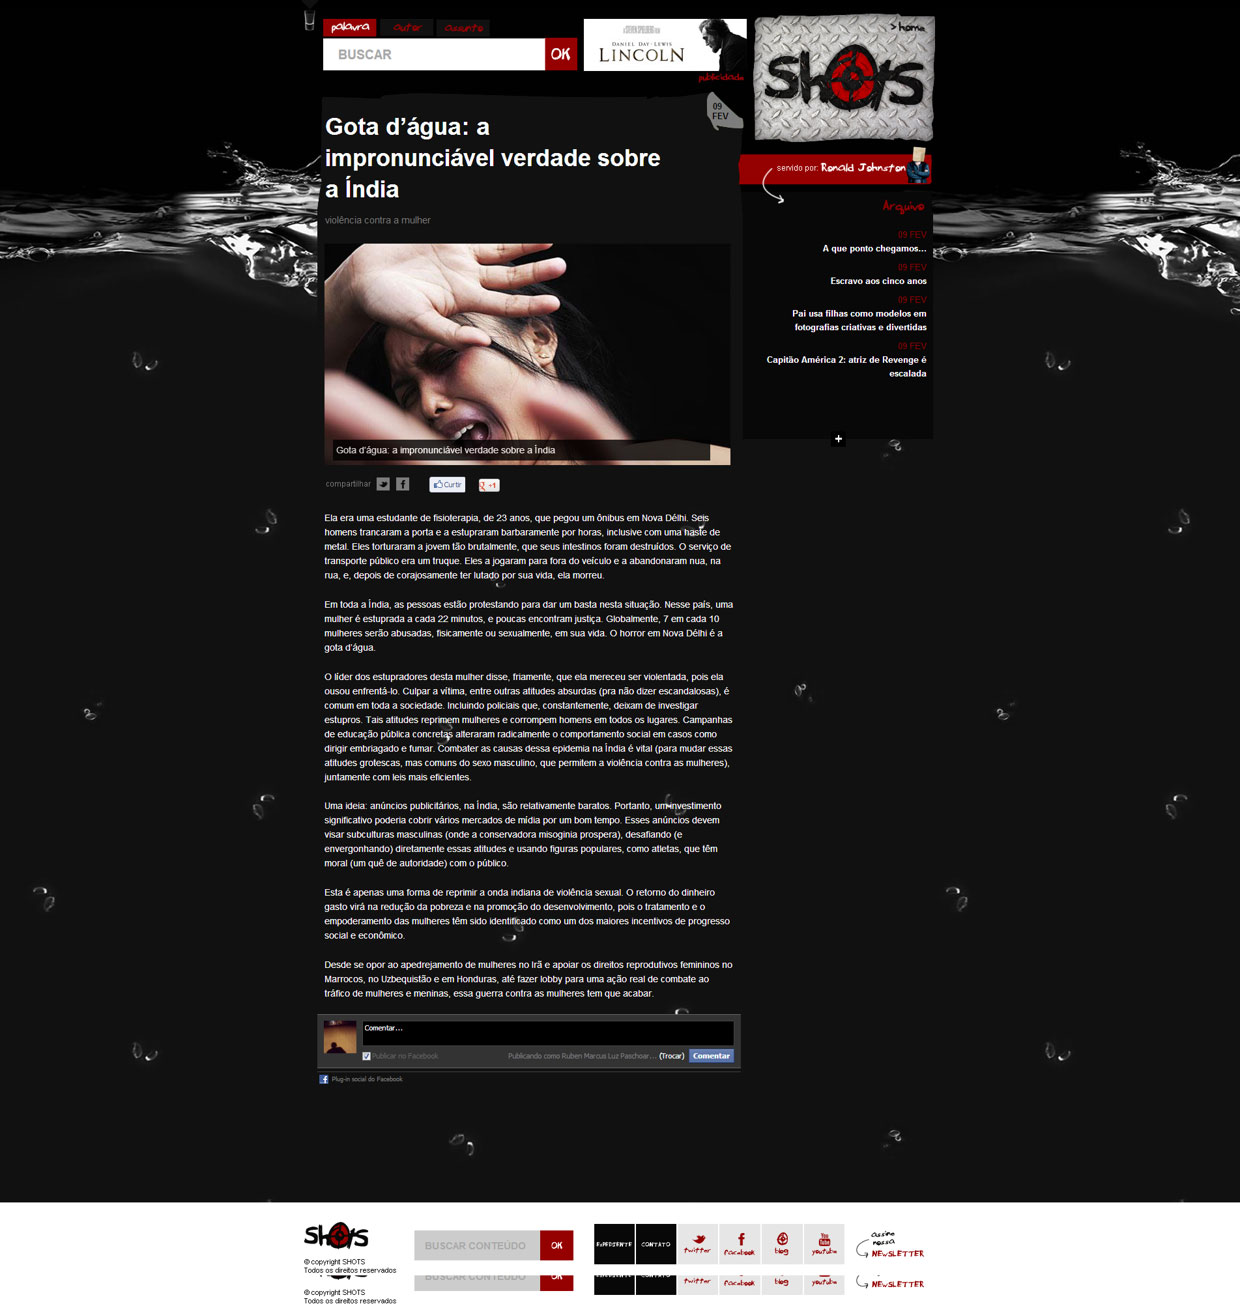 palavra
autor
assunto
BUSCAR
OK
DANIEL DAY-LEWIS
LINCOLN
publicidade
> home
SHOTS
09
FEV
Gota d’água: a
impronunciável verdade sobre
a Índia
violência contra a mulher
servido por: Ronald Johnston
Arquivo
09 FEV
A que ponto chegamos...
09 FEV
Escravo aos cinco anos
09 FEV
Pai usa filhas como modelos em
fotografias criativas e divertidas
09 FEV
Capitão América 2: atriz de Revenge é
escalada
+
Gota d’água: a impronunciável verdade sobre a Índia
compartilhar
Curtir
+1
Ela era uma estudante de fisioterapia, de 23 anos, que pegou um ônibus em Nova Délhi. Seis
homens trancaram a porta e a estupraram barbaramente por horas, inclusive com uma haste de
metal. Eles torturaram a jovem tão brutalmente, que seus intestinos foram destruídos. O serviço de
transporte público era um truque. Eles a jogaram para fora do veículo e a abandonaram nua, na
rua, e, depois de corajosamente ter lutado por sua vida, ela morreu.
Em toda a Índia, as pessoas estão protestando para dar um basta nesta situação. Nesse país, uma
mulher é estuprada a cada 22 minutos, e poucas encontram justiça. Globalmente, 7 em cada 10
mulheres serão abusadas, fisicamente ou sexualmente, em sua vida. O horror em Nova Délhi é a
gota d’água.
O líder dos estupradores desta mulher disse, friamente, que ela mereceu ser violentada, pois ela
ousou enfrentá-lo. Culpar a vítima, entre outras atitudes absurdas (pra não dizer escandalosas), é
comum em toda a sociedade. Incluindo policiais que, constantemente, deixam de investigar
estupros. Tais atitudes reprimem mulheres e corrompem homens em todos os lugares. Campanhas
de educação pública concretas alteraram radicalmente o comportamento social em casos como
dirigir embriagado e fumar. Combater as causas dessa epidemia na Índia é vital (para mudar essas
atitudes grotescas, mas comuns do sexo masculino, que permitem a violência contra as mulheres),
juntamente com leis mais eficientes.
Uma ideia: anúncios publicitários, na Índia, são relativamente baratos. Portanto, um investimento
significativo poderia cobrir vários mercados de mídia por um bom tempo. Esses anúncios devem
visar subculturas masculinas (onde a conservadora misoginia prospera), desafiando (e
envergonhando) diretamente essas atitudes e usando figuras populares, como atletas, que têm
moral (um quê de autoridade) com o público.
Esta é apenas uma forma de reprimir a onda indiana de violência sexual. O retorno do dinheiro
gasto virá na redução da pobreza e na promoção do desenvolvimento, pois o tratamento e o
empoderamento das mulheres têm sido identificado como um dos maiores incentivos de progresso
social e econômico.
Desde se opor ao apedrejamento de mulheres no Irã e apoiar os direitos reprodutivos femininos no
Marrocos, no Uzbequistão e em Honduras, até fazer lobby para uma ação real de combate ao
tráfico de mulheres e meninas, essa guerra contra as mulheres tem que acabar.
Comentar...
Publicar no Facebook
Publicando como Ruben Marcus Luz Paschoar... (Trocar)
Comentar
Plug-in social do Facebook
SHOTS
© copyright SHOTS
Todos os direitos reservados
BUSCAR CONTEÚDO
OK
EXPEDIENTE
CONTATO
twitter
facebook
blog
youtube
assine
nossa
NEWSLETTER
BUSCAR CONTEÚDO
OK
EXPEDIENTE
CONTATO
twitter
facebook
blog
youtube
NEWSLETTER
© copyright SHOTS
Todos os direitos reservados